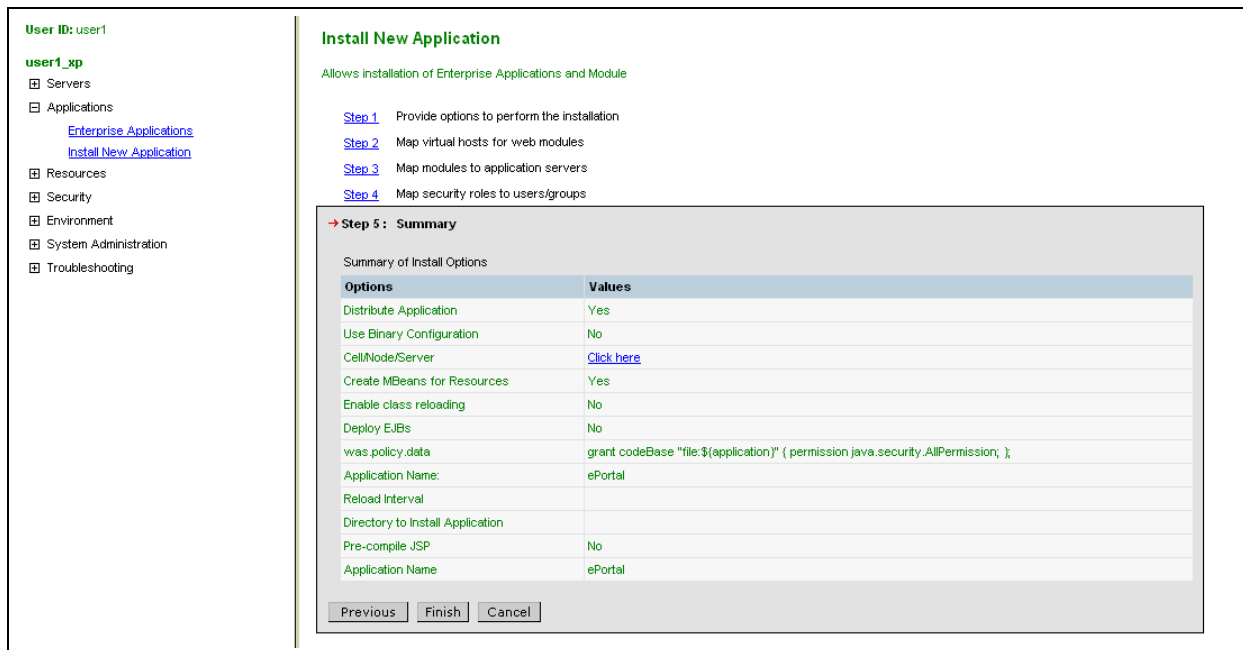 User ID: user1
user1_xp
Servers
Applications
Enterprise Applications
Install New Application
Resources
Security
Environment
System Administration
Troubleshooting
Install New Application
Allows installation of Enterprise Applications and Module
Step 1 Provide options to perform the installation
Step 2 Map virtual hosts for web modules
Step 3 Map modules to application servers
Step 4 Map security roles to users/groups
Step 5 : Summary
Summary of Install Options
Options Values
Distribute Application Yes
Use Binary Configuration No
Cell/Node/Server Click here
Create MBeans for Resources Yes
Enable class reloading No
Deploy EJBs No
was.policy.data grant codeBase "file:${application}" { permission java.security.AllPermission; };
Application Name: ePortal
Reload Interval
Directory to Install Application
Pre-compile JSP No
Application Name ePortal
Previous Finish Cancel